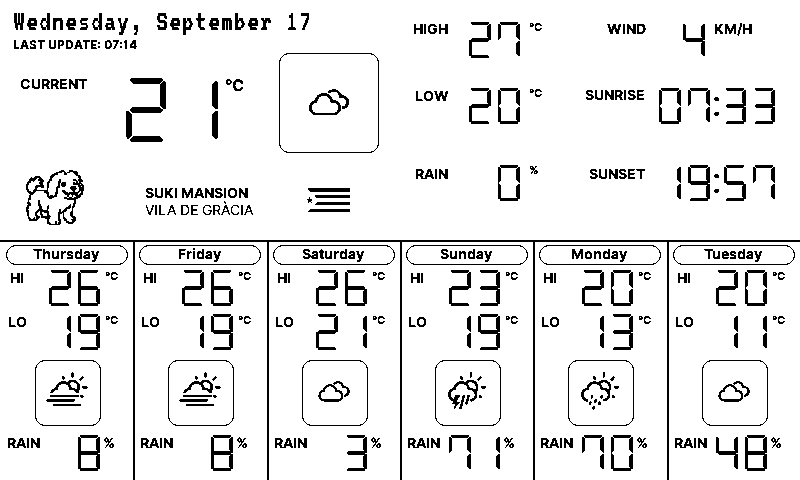 Wednesday, September 17
LAST UPDATE: 07:14
CURRENT 21 °C
HIGH 27 °C
WIND 4 KM/H
LOW 20 °C
SUNRISE 07:33
RAIN 0 %
SUNSET 19:57
SUKI MANSION
VILA DE GRÀCIA
Thursday
HI 26 °C
LO 19 °C
RAIN 8 %
Friday
HI 26 °C
LO 19 °C
RAIN 8 %
Saturday
HI 26 °C
LO 21 °C
RAIN 3 %
Sunday
HI 23 °C
LO 19 °C
RAIN 71 %
Monday
HI 20 °C
LO 13 °C
RAIN 70 %
Tuesday
HI 20 °C
LO 11 °C
RAIN 48 %